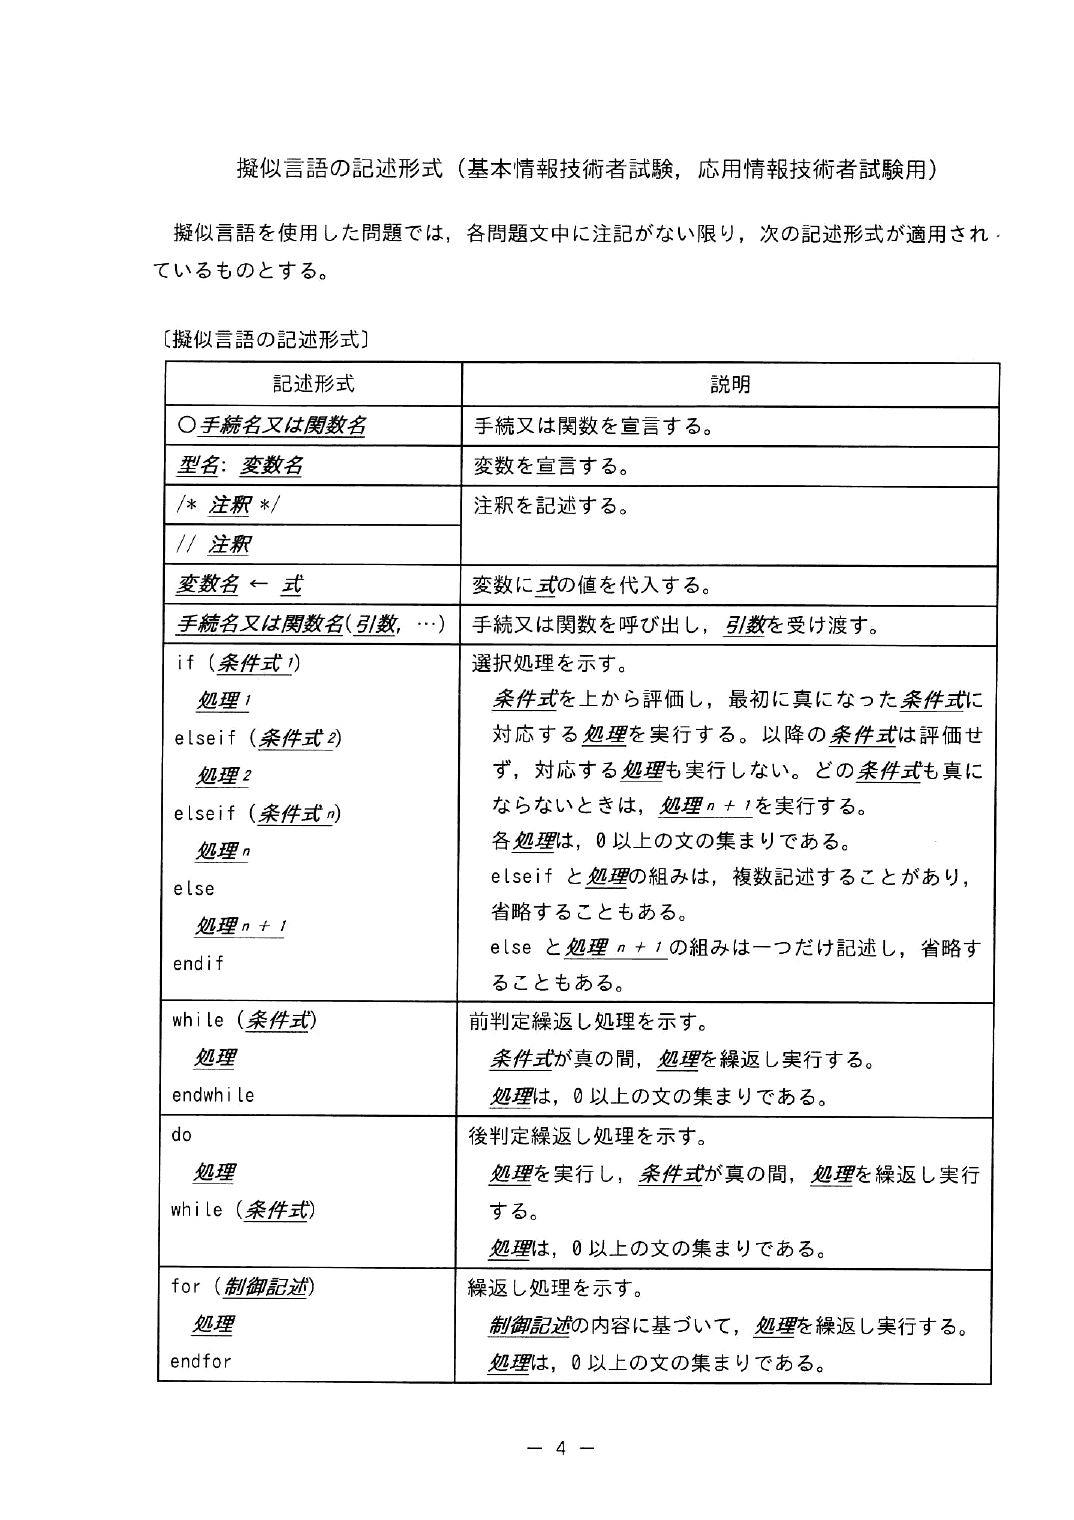 擬似言語の記述形式（基本情報技術者試験，応用情報技術者試験用）
擬似言語を使用した問題では，各問題文中に注記がない限り，次の記述形式が適用され
ているものとする。
〔擬似言語の記述形式〕
記述形式
説明
○手続名又は関数名
手続又は関数を宣言する。
型名: 変数名
変数を宣言する。
/* 注釈 */
注釈を記述する。
// 注釈
変数名 ← 式
変数に式の値を代入する。
手続名又は関数名(引数, …)
手続又は関数を呼び出し，引数を受け渡す。
if (条件式1)
処理1
elseif (条件式2)
処理2
elseif (条件式n)
処理n
else
処理n + 1
endif
選択処理を示す。
条件式を上から評価し，最初に真になった条件式に
対応する処理を実行する。以降の条件式は評価せ
ず，対応する処理も実行しない。どの条件式も真に
ならないときは，処理n + 1を実行する。
各処理は，0 以上の文の集まりである。
elseif と処理の組みは，複数記述することがあり，
省略することもある。
else と処理 n + 1の組みは一つだけ記述し，省略す
ることもある。
while (条件式)
処理
endwhile
前判定繰返し処理を示す。
条件式が真の間，処理を繰返し実行する。
処理は，0 以上の文の集まりである。
do
処理
while (条件式)
後判定繰返し処理を示す。
処理を実行し，条件式が真の間，処理を繰返し実行
する。
処理は，0 以上の文の集まりである。
for (制御記述)
処理
endfor
繰返し処理を示す。
制御記述の内容に基づいて，処理を繰返し実行する。
処理は，0 以上の文の集まりである。
― 4 ―